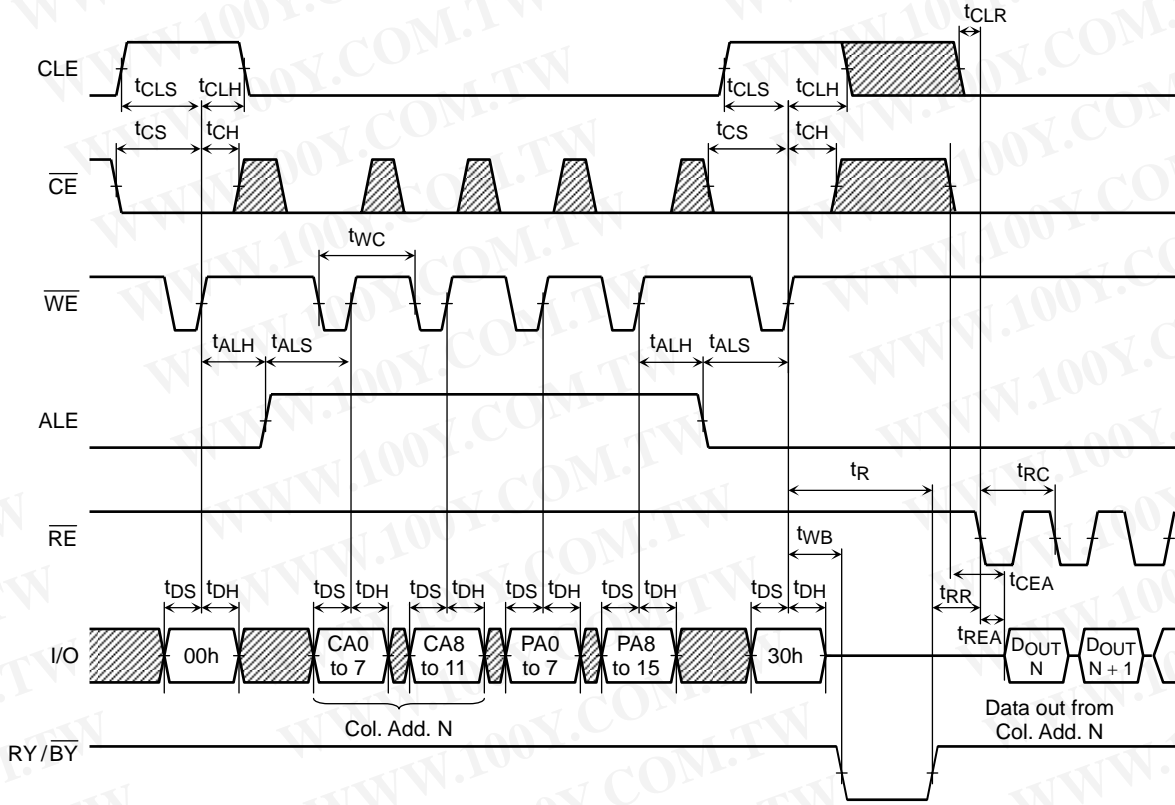 tCLR
CLE
tCLS tCLH tCLS tCLH
tCS tCH tCS tCH
CE
tWC
WE
tALH tALS tALH tALS
ALE
tR tRC
RE
tWB
tCEA
tDS tDH tDS tDH tDS tDH tDS tDH tDS tDH tDS tDH tRR
tREA
I/O 00h CA0 to 7 CA8 to 11 PA0 to 7 PA8 to 15 30h DOUT N DOUT N + 1
Col. Add. N
Data out from
Col. Add. N
RY/BY
WWW.100Y.COM.TW